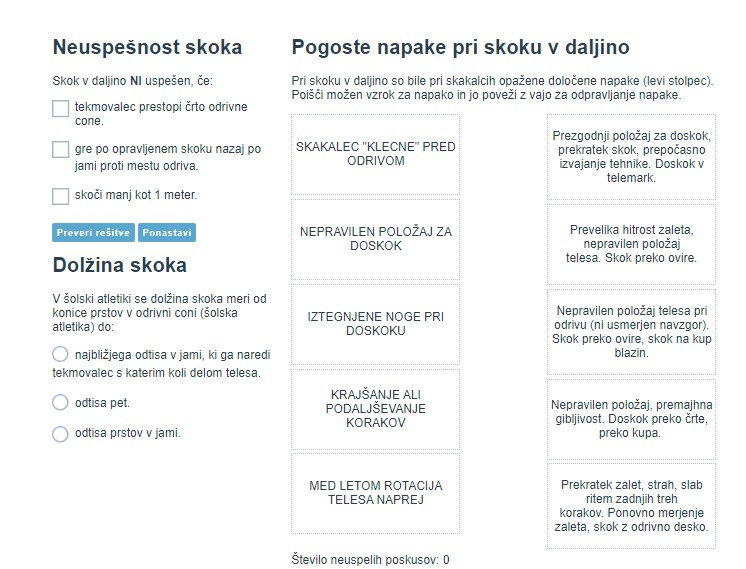 Neuspešnost skoka
Skok v daljino NI uspešen, če:
tekmovalec prestopi črto odrivne
cone.
gre po opravljenem skoku nazaj po
jami proti mestu odriva.
skoči manj kot 1 meter.
Preveri rešitve
Ponastavi
Dolžina skoka
V šolski atletiki se dolžina skoka meri od
konice prstov v odrivni coni (šolska
atletika) do:
najbližjega odtisa v jami, ki ga naredi
tekmovalec s katerim koli delom telesa.
odtisa pet.
odtisa prstov v jami.
Pogoste napake pri skoku v daljino
Pri skoku v daljino so bile pri skakalcih opažene določene napake (levi stolpec).
Poišči možen vzrok za napako in jo poveži z vajo za odpravljanje napake.
SKAKALEC "KLECNE" PRED
ODRIVOM
NEPRAVILEN POLOŽAJ ZA
DOSKOK
IZTEGNJENE NOGE PRI
DOSKOKU
KRAJŠANJE ALI
PODALJŠEVANJE
KORAKOV
MED LETOM ROTACIJA
TELESA NAPREJ
Prezgodnji položaj za doskok,
prekratek skok, prepočasno
izvajanje tehnike. Doskok v
telemark.
Prevelika hitrost zaleta,
nepravilen položaj
telesa. Skok preko ovire.
Nepravilen položaj telesa pri
odrivu (ni usmerjen navzgor).
Skok preko ovire, skok na kup
blazin.
Nepravilen položaj, premajhna
gibljivost. Doskok preko črte,
preko kupa.
Prekratek zalet, strah, slab
ritem zadnjih treh
korakov. Ponovno merjenje
zaleta, skok z odrivno desko.
Število neuspelih poskusov: 0